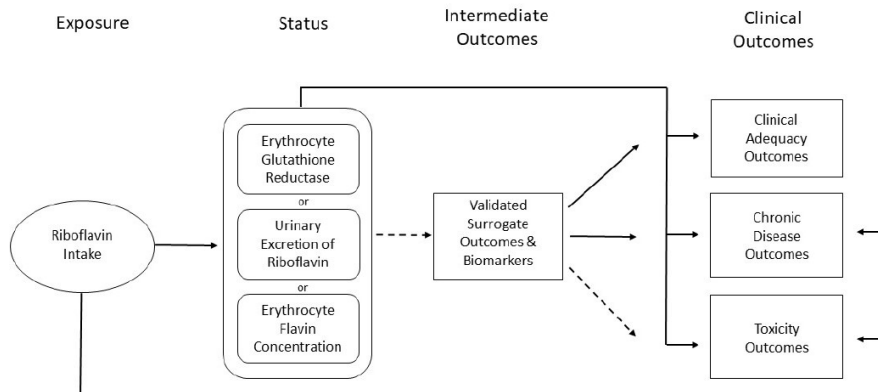 Exposure
Status
Intermediate
Outcomes
Clinical
Outcomes
Riboflavin
Intake
Erythrocyte
Glutathione
Reductase
or
Urinary
Excretion of
Riboflavin
or
Erythrocyte
Flavin
Concentration
Validated
Surrogate
Outcomes &
Biomarkers
Clinical
Adequacy
Outcomes
Chronic
Disease
Outcomes
Toxicity
Outcomes